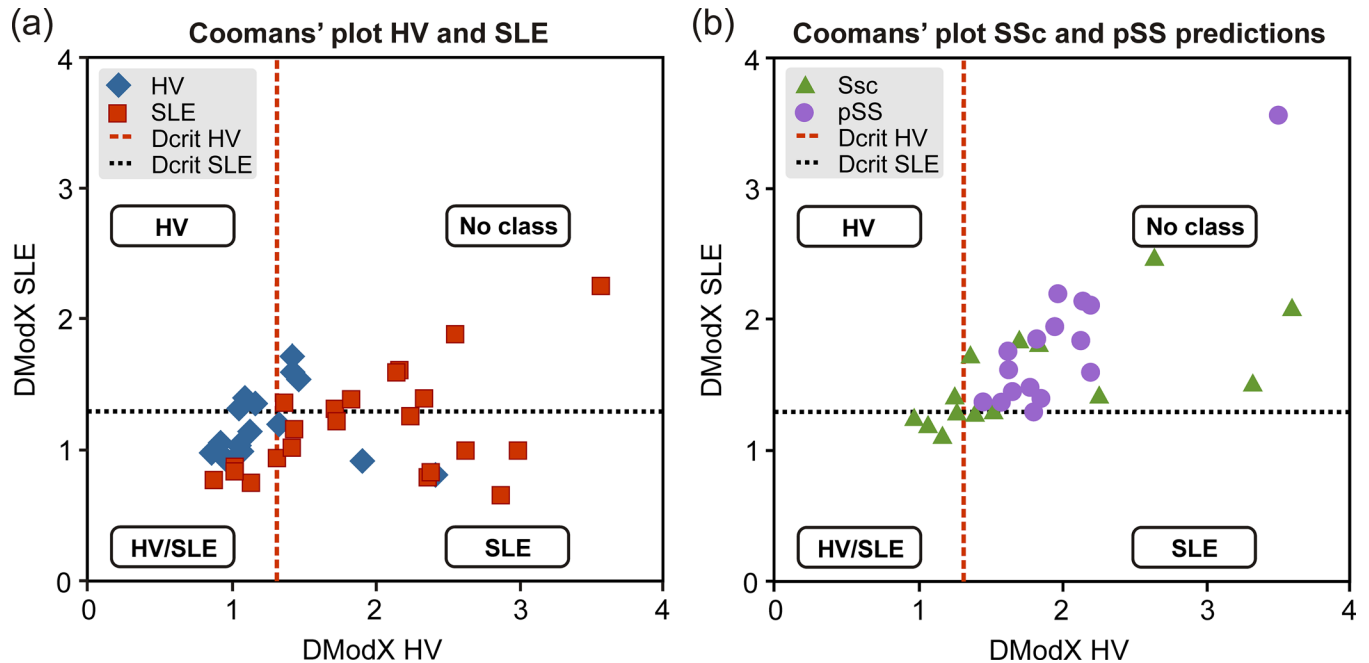 (a)
Coomans' plot HV and SLE
4
3
2
1
0
DModX SLE
HV
SLE
Dcrit HV
Dcrit SLE
HV
No class
HV/SLE
SLE
0
1
2
3
4
DModX HV
(b)
Coomans' plot SSc and pSS predictions
4
3
2
1
0
DModX SLE
Ssc
pSS
Dcrit HV
Dcrit SLE
HV
No class
HV/SLE
SLE
0
1
2
3
4
DModX HV